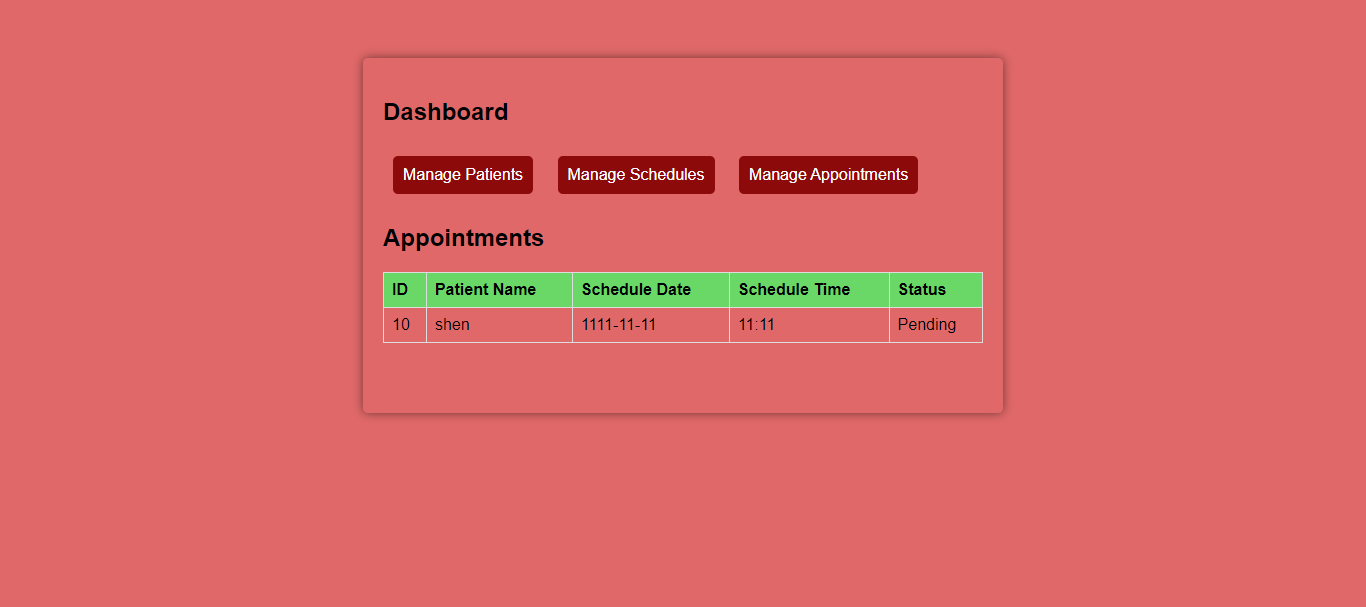 Dashboard
Manage Patients Manage Schedules Manage Appointments
Appointments
ID Patient Name Schedule Date Schedule Time Status
10 shen 1111-11-11 11:11 Pending